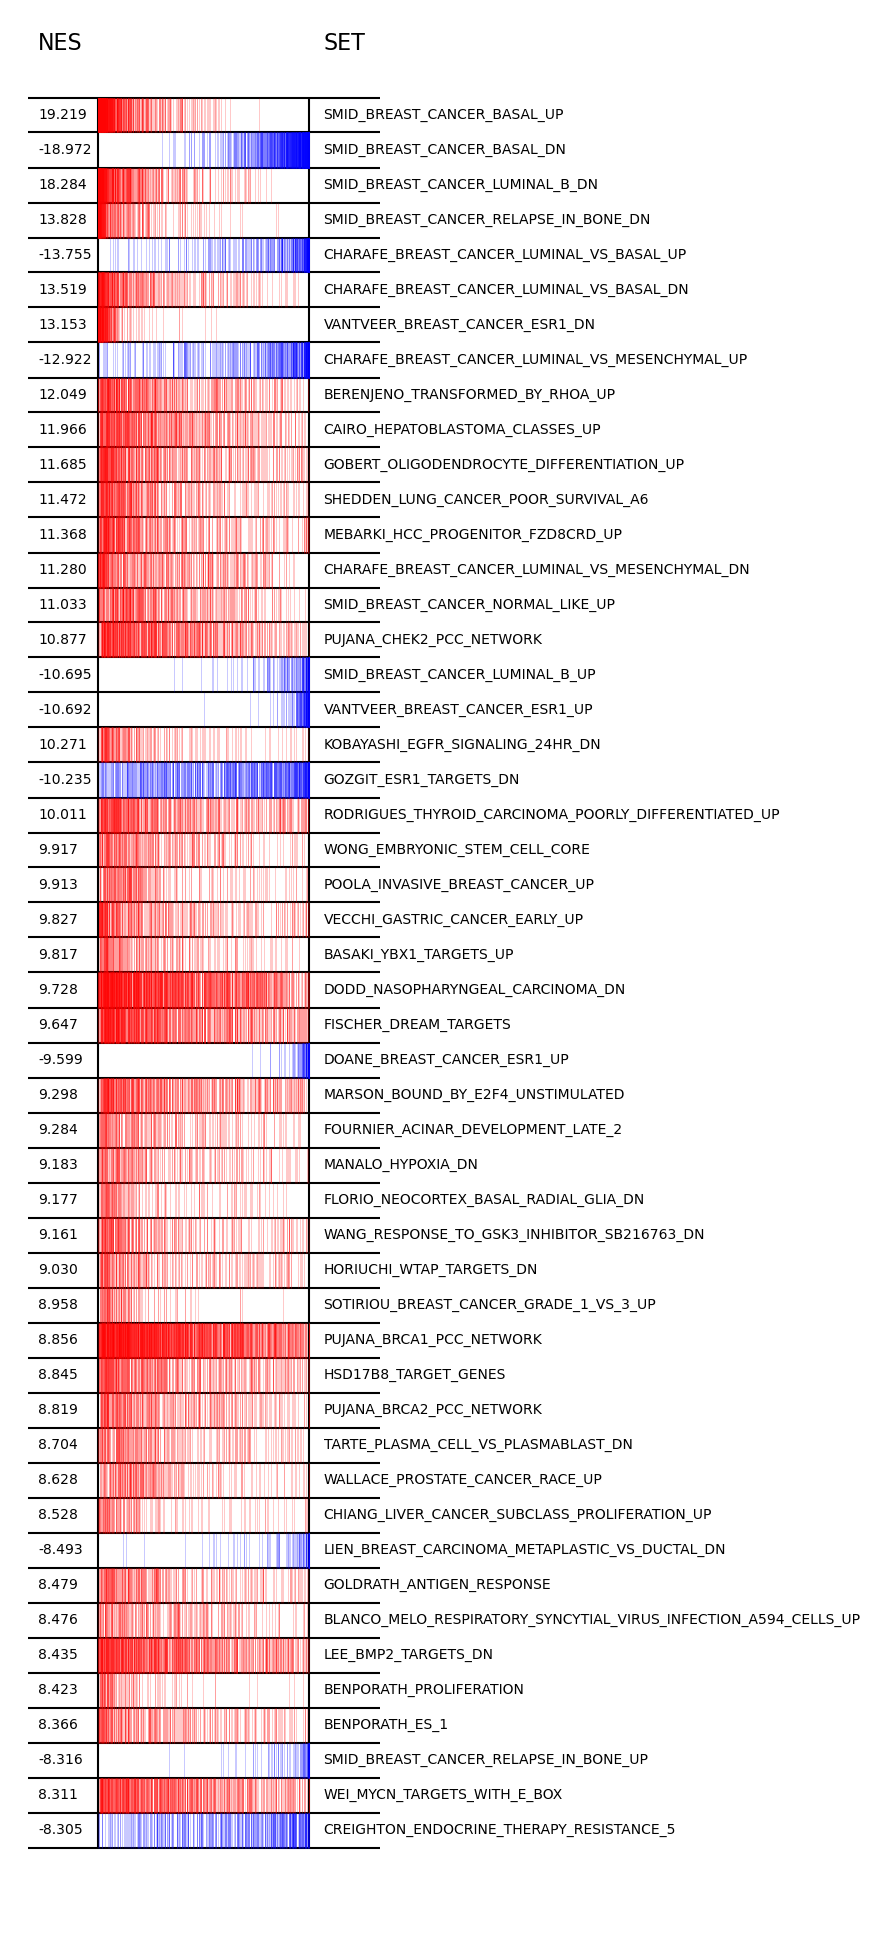 NES SET
19.219 SMID_BREAST_CANCER_BASAL_UP
-18.972 SMID_BREAST_CANCER_BASAL_DN
18.284 SMID_BREAST_CANCER_LUMINAL_B_DN
13.828 SMID_BREAST_CANCER_RELAPSE_IN_BONE_DN
-13.755 CHARAFE_BREAST_CANCER_LUMINAL_VS_BASAL_UP
13.519 CHARAFE_BREAST_CANCER_LUMINAL_VS_BASAL_DN
13.153 VANTVEER_BREAST_CANCER_ESR1_DN
-12.922 CHARAFE_BREAST_CANCER_LUMINAL_VS_MESENCHYMAL_UP
12.049 BERENJENO_TRANSFORMED_BY_RHOA_UP
11.966 CAIRO_HEPATOBLASTOMA_CLASSES_UP
11.685 GOBERT_OLIGODENDROCYTE_DIFFERENTIATION_UP
11.472 SHEDDEN_LUNG_CANCER_POOR_SURVIVAL_A6
11.368 MEBARKI_HCC_PROGENITOR_FZD8CRD_UP
11.280 CHARAFE_BREAST_CANCER_LUMINAL_VS_MESENCHYMAL_DN
11.033 SMID_BREAST_CANCER_NORMAL_LIKE_UP
10.877 PUJANA_CHEK2_PCC_NETWORK
-10.695 SMID_BREAST_CANCER_LUMINAL_B_UP
-10.692 VANTVEER_BREAST_CANCER_ESR1_UP
10.271 KOBAYASHI_EGFR_SIGNALING_24HR_DN
-10.235 GOZGIT_ESR1_TARGETS_DN
10.011 RODRIGUES_THYROID_CARCINOMA_POORLY_DIFFERENTIATED_UP
9.917 WONG_EMBRYONIC_STEM_CELL_CORE
9.913 POOLA_INVASIVE_BREAST_CANCER_UP
9.827 VECCHI_GASTRIC_CANCER_EARLY_UP
9.817 BASAKI_YBX1_TARGETS_UP
9.728 DODD_NASOPHARYNGEAL_CARCINOMA_DN
9.647 FISCHER_DREAM_TARGETS
-9.599 DOANE_BREAST_CANCER_ESR1_UP
9.298 MARSON_BOUND_BY_E2F4_UNSTIMULATED
9.284 FOURNIER_ACINAR_DEVELOPMENT_LATE_2
9.183 MANALO_HYPOXIA_DN
9.177 FLORIO_NEOCORTEX_BASAL_RADIAL_GLIA_DN
9.161 WANG_RESPONSE_TO_GSK3_INHIBITOR_SB216763_DN
9.030 HORIUCHI_WTAP_TARGETS_DN
8.958 SOTIRIOU_BREAST_CANCER_GRADE_1_VS_3_UP
8.856 PUJANA_BRCA1_PCC_NETWORK
8.845 HSD17B8_TARGET_GENES
8.819 PUJANA_BRCA2_PCC_NETWORK
8.704 TARTE_PLASMA_CELL_VS_PLASMABLAST_DN
8.628 WALLACE_PROSTATE_CANCER_RACE_UP
8.528 CHIANG_LIVER_CANCER_SUBCLASS_PROLIFERATION_UP
-8.493 LIEN_BREAST_CARCINOMA_METAPLASTIC_VS_DUCTAL_DN
8.479 GOLDRATH_ANTIGEN_RESPONSE
8.476 BLANCO_MELO_RESPIRATORY_SYNCYTIAL_VIRUS_INFECTION_A594_CELLS_UP
8.435 LEE_BMP2_TARGETS_DN
8.423 BENPORATH_PROLIFERATION
8.366 BENPORATH_ES_1
-8.316 SMID_BREAST_CANCER_RELAPSE_IN_BONE_UP
8.311 WEI_MYCN_TARGETS_WITH_E_BOX
-8.305 CREIGHTON_ENDOCRINE_THERAPY_RESISTANCE_5